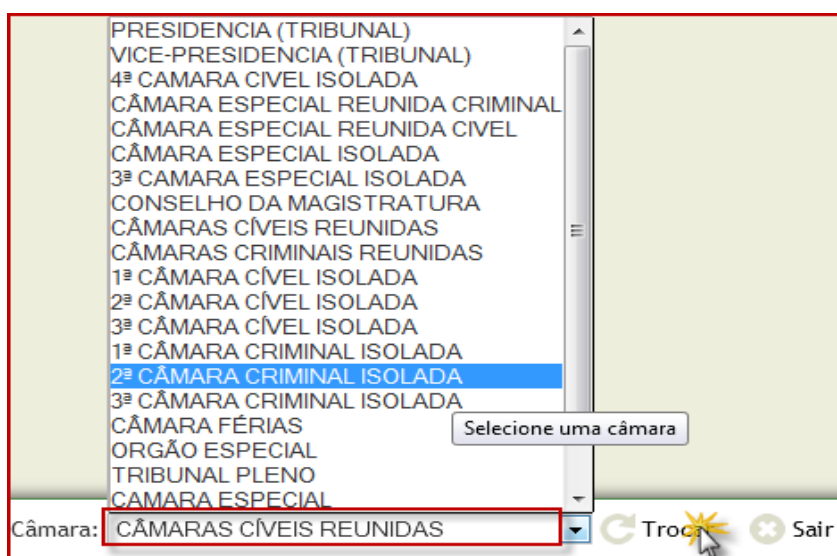 PRESIDENCIA (TRIBUNAL)
VICE-PRESIDENCIA (TRIBUNAL)
4ª CAMARA CIVEL ISOLADA
CÂMARA ESPECIAL REUNIDA CRIMINAL
CÂMARA ESPECIAL REUNIDA CIVEL
CÂMARA ESPECIAL ISOLADA
3ª CAMARA ESPECIAL ISOLADA
CONSELHO DA MAGISTRATURA
CÂMARAS CÍVEIS REUNIDAS
CÂMARAS CRIMINAIS REUNIDAS
1ª CÂMARA CÍVEL ISOLADA
2ª CÂMARA CÍVEL ISOLADA
3ª CÂMARA CÍVEL ISOLADA
1ª CÂMARA CRIMINAL ISOLADA
2ª CÂMARA CRIMINAL ISOLADA
3ª CÂMARA CRIMINAL ISOLADA
CÂMARA FÉRIAS
Selecione uma câmara
ORGÃO ESPECIAL
TRIBUNAL PLENO
CAMARA ESPECIAL
Câmara: CÂMARAS CÍVEIS REUNIDAS Trocar Sair